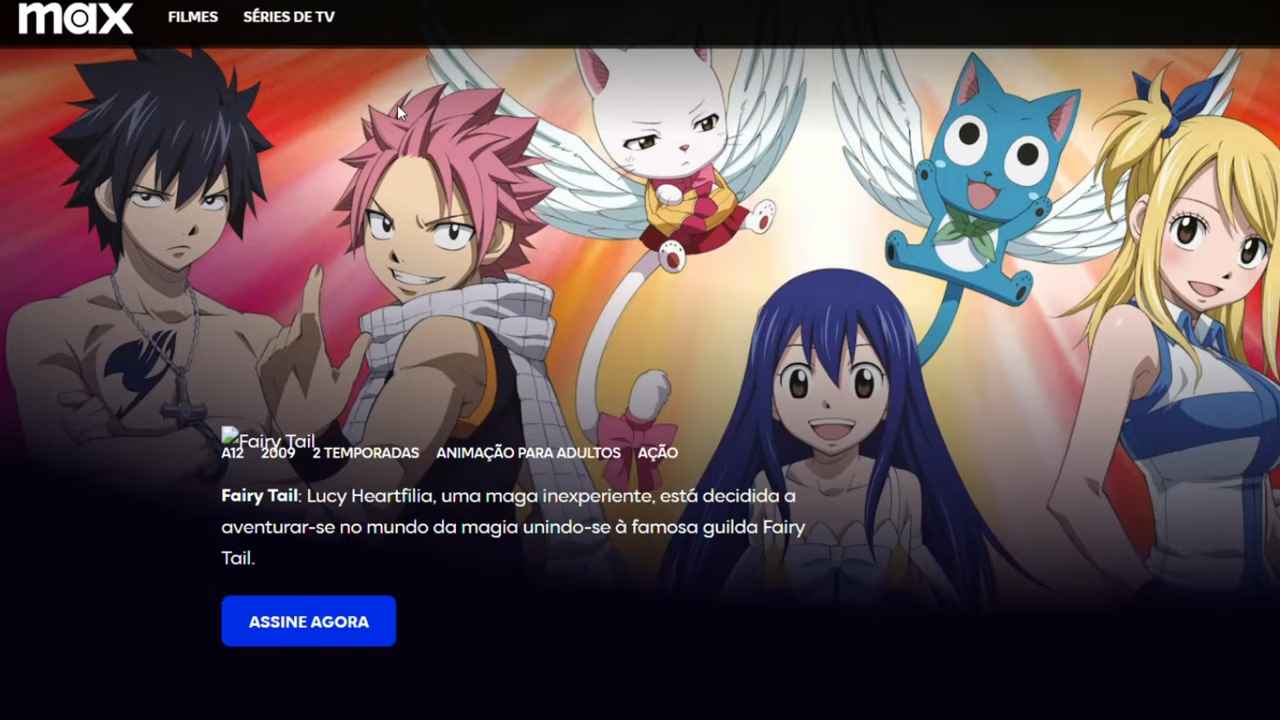 max FILMES SÉRIES DE TV
Fairy Tail
A12 2009 2 TEMPORADAS ANIMAÇÃO PARA ADULTOS AÇÃO
Fairy Tail: Lucy Heartfilia, uma maga inexperiente, está decidida a
aventurar-se no mundo da magia unindo-se à famosa guilda Fairy
Tail.
ASSINE AGORA